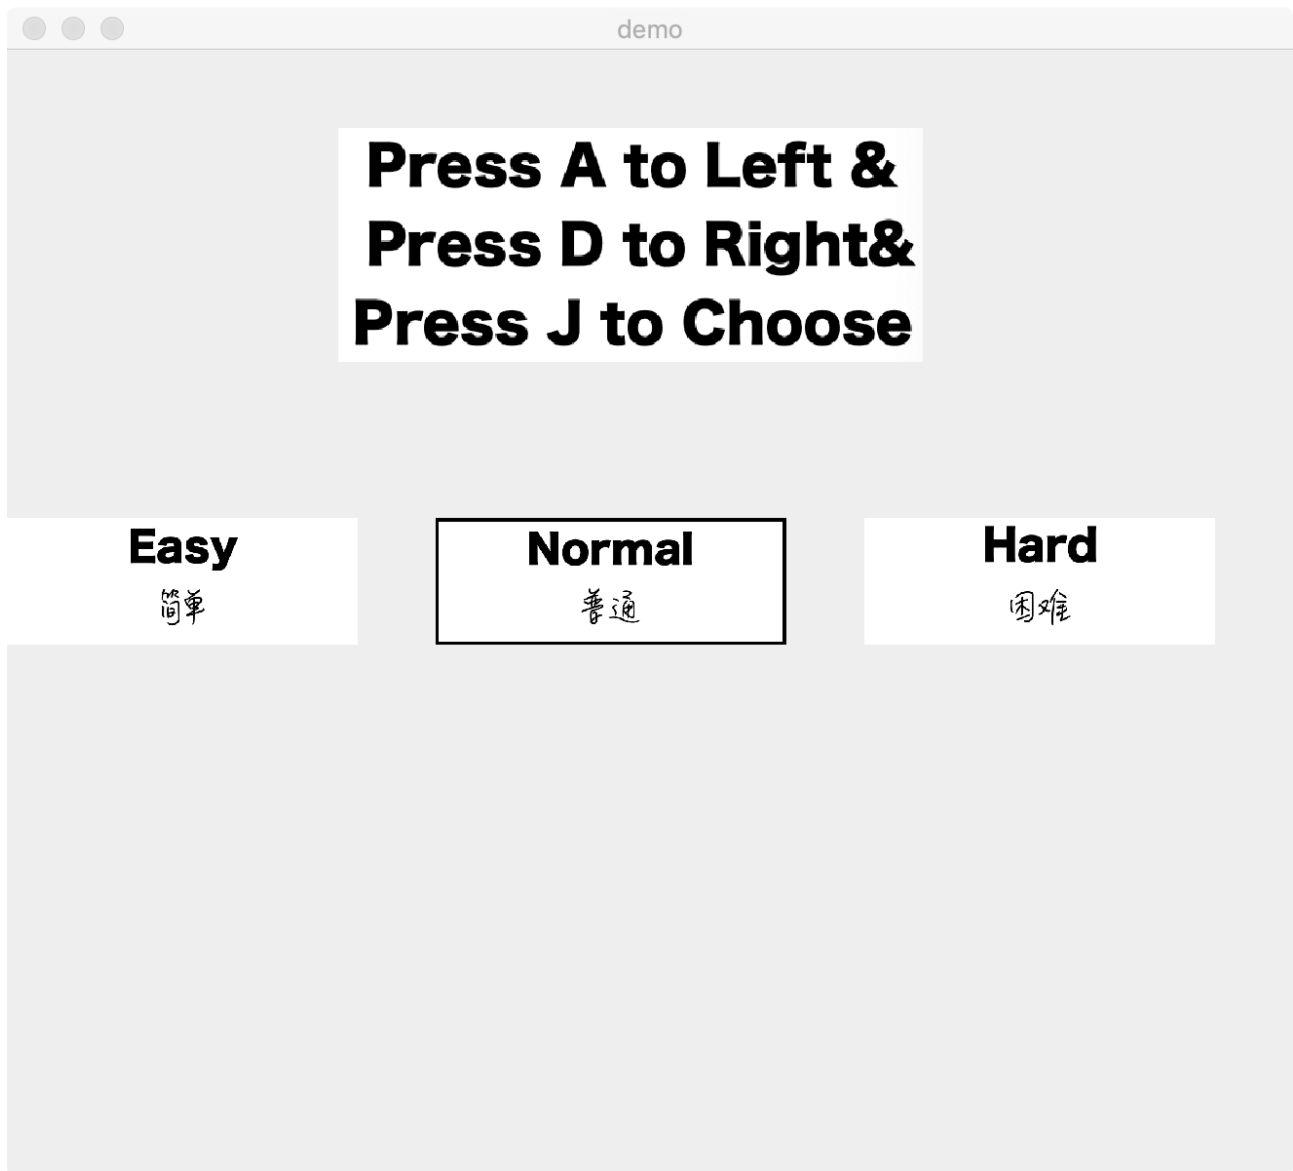 demo
Press A to Left &
Press D to Right&
Press J to Choose
Easy
简单
Normal
普通
Hard
困难